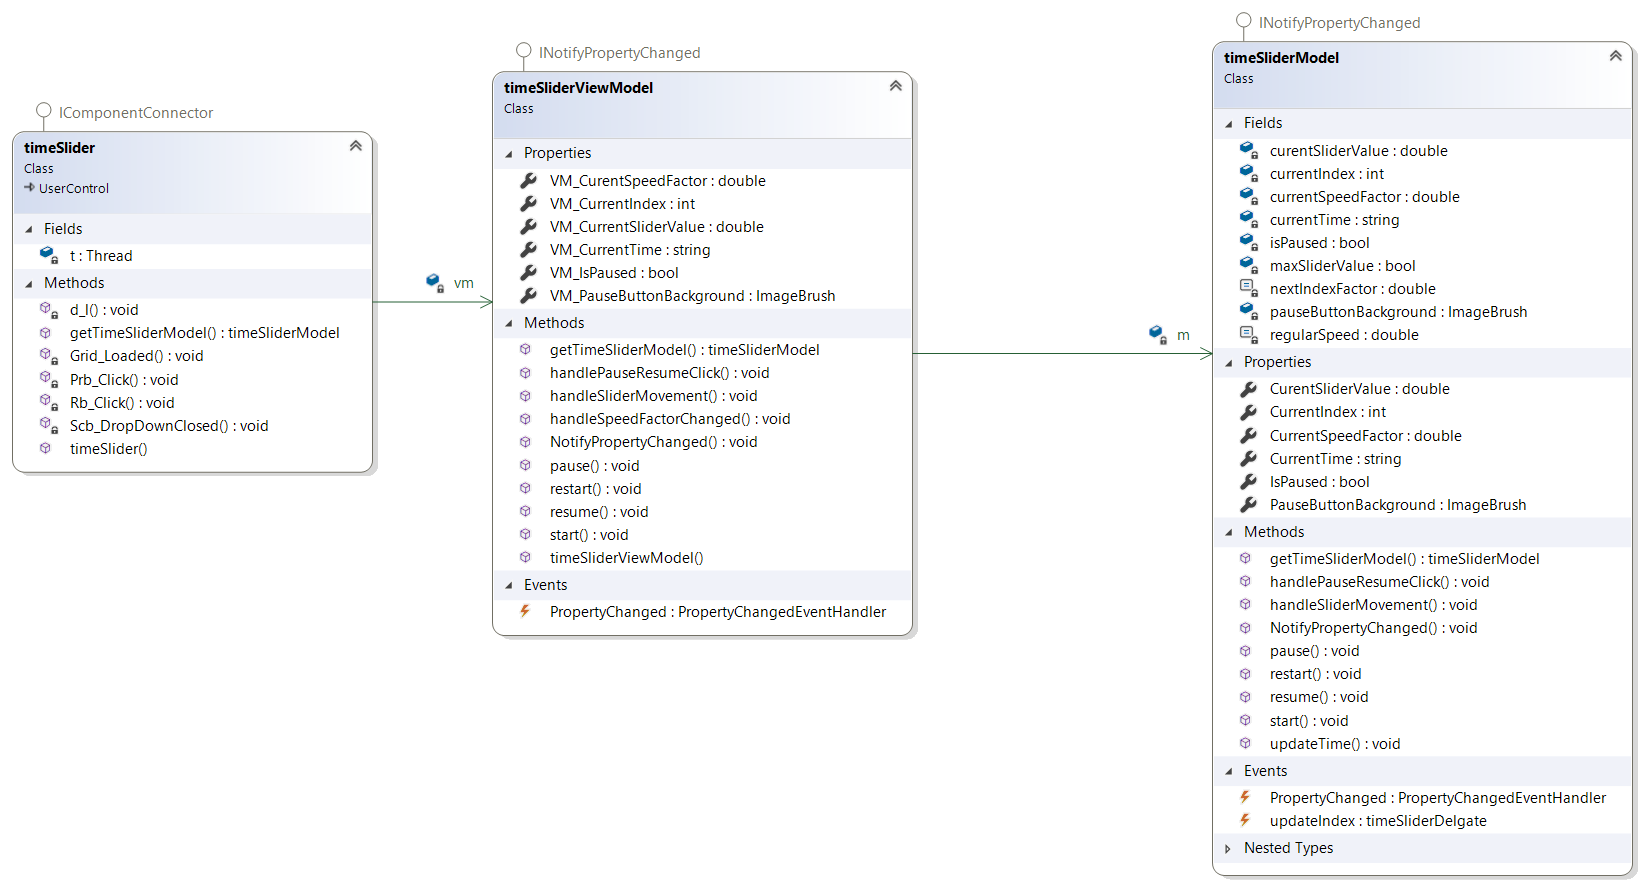 IComponentConnector
timeSlider
Class
UserControl
Fields
t : Thread
Methods
d_I() : void
getTimeSliderModel() : timeSliderModel
Grid_Loaded() : void
Prb_Click() : void
Rb_Click() : void
Scb_DropDownClosed() : void
timeSlider()
vm
INotifyPropertyChanged
timeSliderViewModel
Class
Properties
VM_CurentSpeedFactor : double
VM_CurrentIndex : int
VM_CurrentSliderValue : double
VM_CurrentTime : string
VM_IsPaused : bool
VM_PauseButtonBackground : ImageBrush
Methods
getTimeSliderModel() : timeSliderModel
handlePauseResumeClick() : void
handleSliderMovement() : void
handleSpeedFactorChanged() : void
NotifyPropertyChanged() : void
pause() : void
restart() : void
resume() : void
start() : void
timeSliderViewModel()
Events
PropertyChanged : PropertyChangedEventHandler
m
INotifyPropertyChanged
timeSliderModel
Class
Fields
curentSliderValue : double
currentIndex : int
currentSpeedFactor : double
currentTime : string
isPaused : bool
maxSliderValue : bool
nextIndexFactor : double
pauseButtonBackground : ImageBrush
regularSpeed : double
Properties
CurentSliderValue : double
CurrentIndex : int
CurrentSpeedFactor : double
CurrentTime : string
IsPaused : bool
PauseButtonBackground : ImageBrush
Methods
getTimeSliderModel() : timeSliderModel
handlePauseResumeClick() : void
handleSliderMovement() : void
NotifyPropertyChanged() : void
pause() : void
restart() : void
resume() : void
start() : void
updateTime() : void
Events
PropertyChanged : PropertyChangedEventHandler
updateIndex : timeSliderDelgate
Nested Types